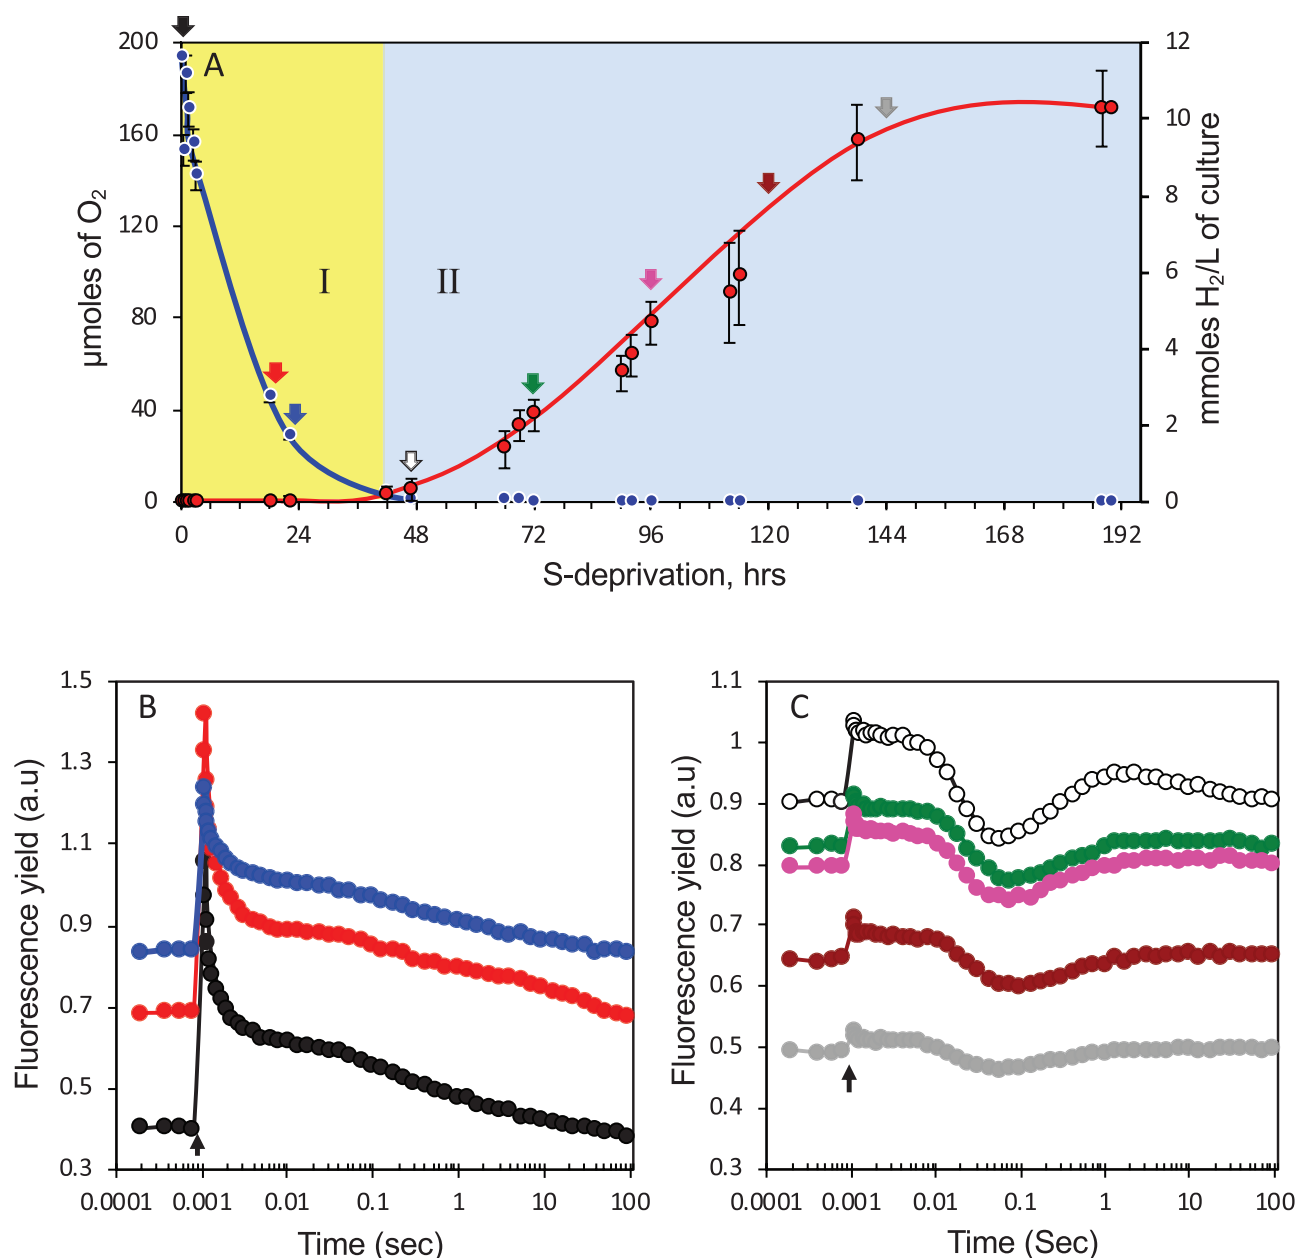 A
200
160
120
80
40
0
µmoles of O2
I
II
12
10
8
6
4
2
0
mmoles H2/L of culture
0 24 48 72 96 120 144 168 192
S-deprivation, hrs
B
1.5
1.3
1.1
0.9
0.7
0.5
0.3
Fluorescence yield (a.u)
0.0001 0.001 0.01 0.1 1 10 100
Time (sec)
C
1.1
1
0.9
0.8
0.7
0.6
0.5
0.4
0.3
Fluorescence yield (a.u)
0.0001 0.001 0.01 0.1 1 10 100
Time (Sec)